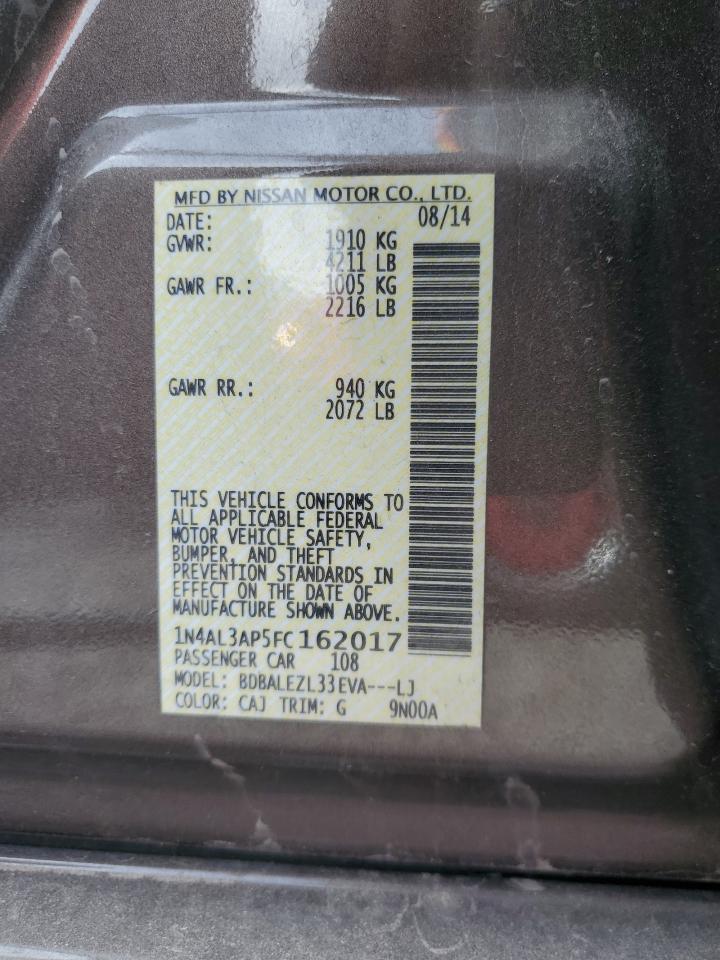 MFD BY NISSAN MOTOR CO., LTD.
DATE: 08/14
GVWR: 1910 KG
4211 LB
GAWR FR.: 1005 KG
2216 LB
GAWR RR.: 940 KG
2072 LB
THIS VEHICLE CONFORMS TO
ALL APPLICABLE FEDERAL
MOTOR VEHICLE SAFETY,
BUMPER, AND THEFT
PREVENTION STANDARDS IN
EFFECT ON THE DATE OF
MANUFACTURE SHOWN ABOVE.
1N4AL3AP5FC162017
PASSENGER CAR 108
MODEL: BDBALEZL33EVA---LJ
COLOR: CAJ TRIM: G 9N00A